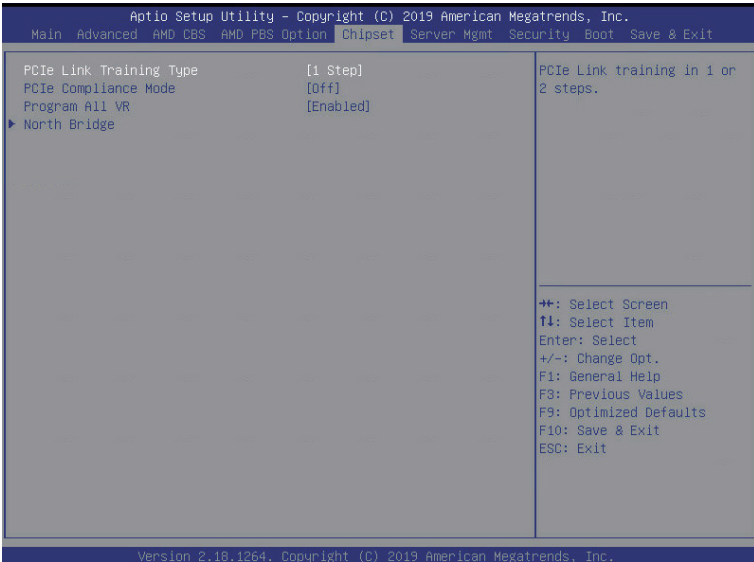 Aptio Setup Utility – Copyright (C) 2019 American Megatrends, Inc.
Main Advanced AMD CBS AMD PBS Option Chipset Server Mgmt Security Boot Save & Exit
PCIe Link Training Type [1 Step]
PCIe Compliance Mode [Off]
Program All VR [Enabled]
North Bridge
PCIe Link training in 1 or
2 steps.
→←: Select Screen
↑↓: Select Item
Enter: Select
+/-: Change Opt.
F1: General Help
F3: Previous Values
F9: Optimized Defaults
F10: Save & Exit
ESC: Exit
Version 2.18.1264. Copyright (C) 2019 American Megatrends, Inc.